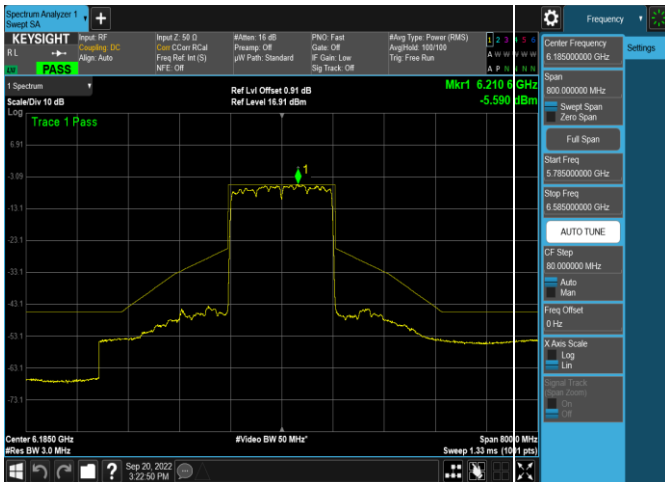 Spectrum Analyzer 1
Swept SA
Frequency
KEYSIGHT
R L
LV
PASS
Input: RF
Coupling: DC
Align: Auto
Input Z: 50 Ω
Corr CCorr RCal
Freq Ref: Int (S)
NFE: Off
#Atten: 16 dB
Preamp: Off
µW Path: Standard
PNO: Fast
Gate: Off
IF Gain: Low
Sig Track: Off
#Avg Type: Power (RMS)
Avg|Hold: 100/100
Trig: Free Run
1 2 3 4 5 6
A W W W W W
A P N N N N
1 Spectrum
Scale/Div 10 dB
Ref Lvl Offset 0.91 dB
Ref Level 16.91 dBm
Mkr1 6.210 6 GHz
-5.590 dBm
Log
Trace 1 Pass
1
6.91
-3.09
-13.1
-23.1
-33.1
-43.1
-53.1
-63.1
-73.1
Center 6.1850 GHz
#Res BW 3.0 MHz
#Video BW 50 MHz*
Span 800.0 MHz
Sweep 1.33 ms (1001 pts)
Sep 20, 2022
3:22:50 PM
Center Frequency
6.185000000 GHz
Settings
Span
800.000000 MHz
Swept Span
Zero Span
Full Span
Start Freq
5.785000000 GHz
Stop Freq
6.585000000 GHz
AUTO TUNE
CF Step
80.000000 MHz
Auto
Man
Freq Offset
0 Hz
X Axis Scale
Log
Lin
Signal Track
(Span Zoom)
On
Off